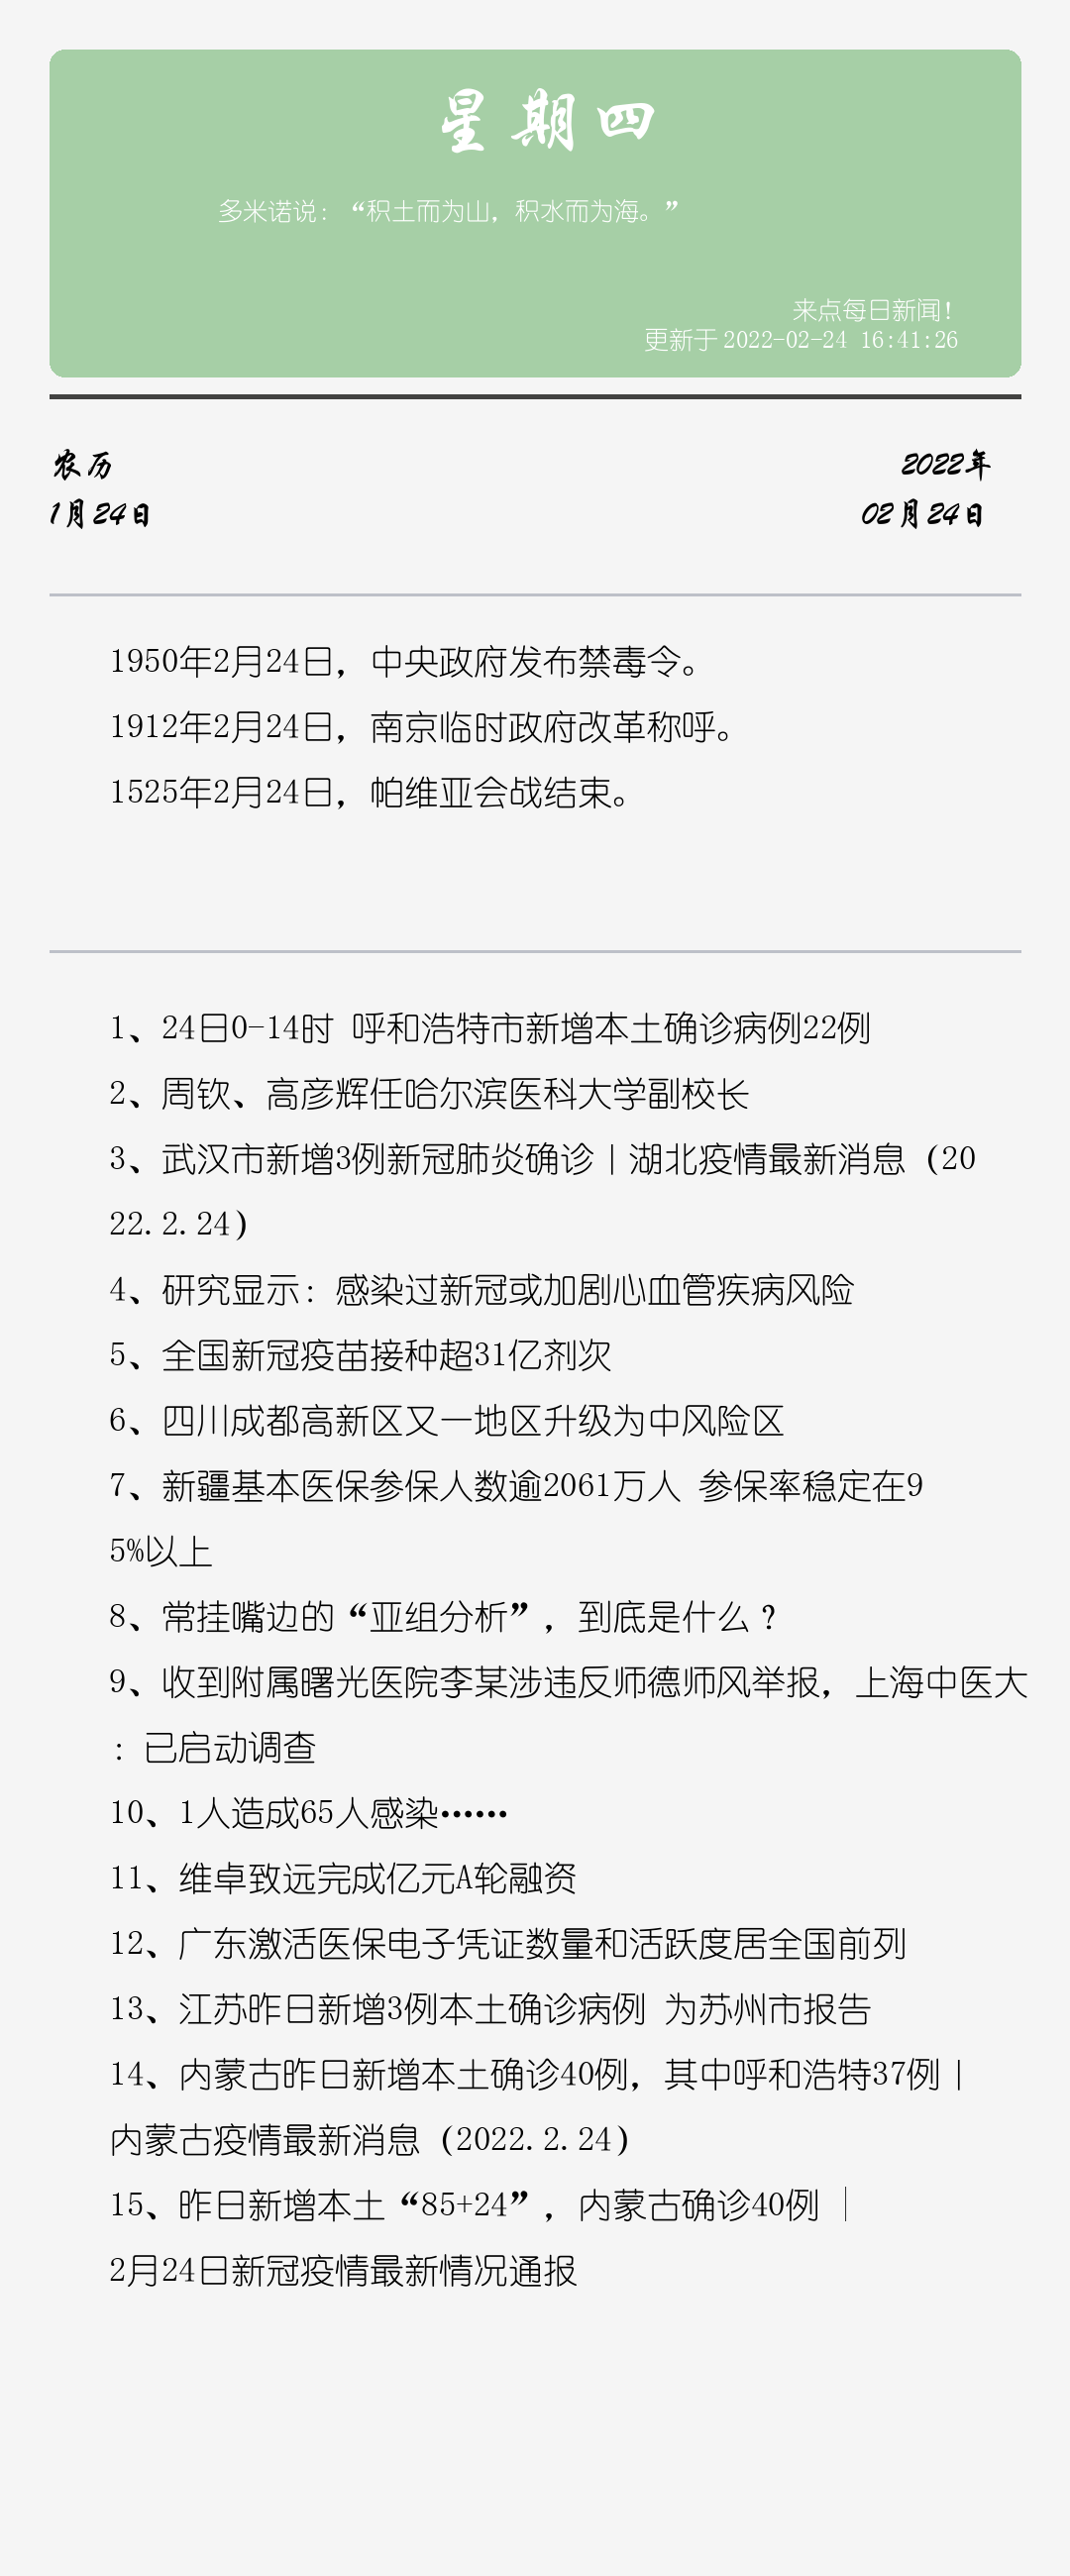 星期四
多米诺说：“积土而为山，积水而为海。”
来点每日新闻！
更新于 2022-02-24 16:41:26
农历
2022年
1月24日
02月24日
1950年2月24日，中央政府发布禁毒令。
1912年2月24日，南京临时政府改革称呼。
1525年2月24日，帕维亚会战结束。
1、24日0-14时 呼和浩特市新增本土确诊病例22例
2、周钦、高彦辉任哈尔滨医科大学副校长
3、武汉市新增3例新冠肺炎确诊丨湖北疫情最新消息（20
22.2.24）
4、研究显示：感染过新冠或加剧心血管疾病风险
5、全国新冠疫苗接种超31亿剂次
6、四川成都高新区又一地区升级为中风险区
7、新疆基本医保参保人数逾2061万人 参保率稳定在9
5%以上
8、常挂嘴边的“亚组分析”，到底是什么？
9、收到附属曙光医院李某涉违反师德师风举报，上海中医大
：已启动调查
10、1人造成65人感染……
11、维卓致远完成亿元A轮融资
12、广东激活医保电子凭证数量和活跃度居全国前列
13、江苏昨日新增3例本土确诊病例 为苏州市报告
14、内蒙古昨日新增本土确诊40例，其中呼和浩特37例丨
内蒙古疫情最新消息（2022.2.24）
15、昨日新增本土“85+24”，内蒙古确诊40例 │
2月24日新冠疫情最新情况通报